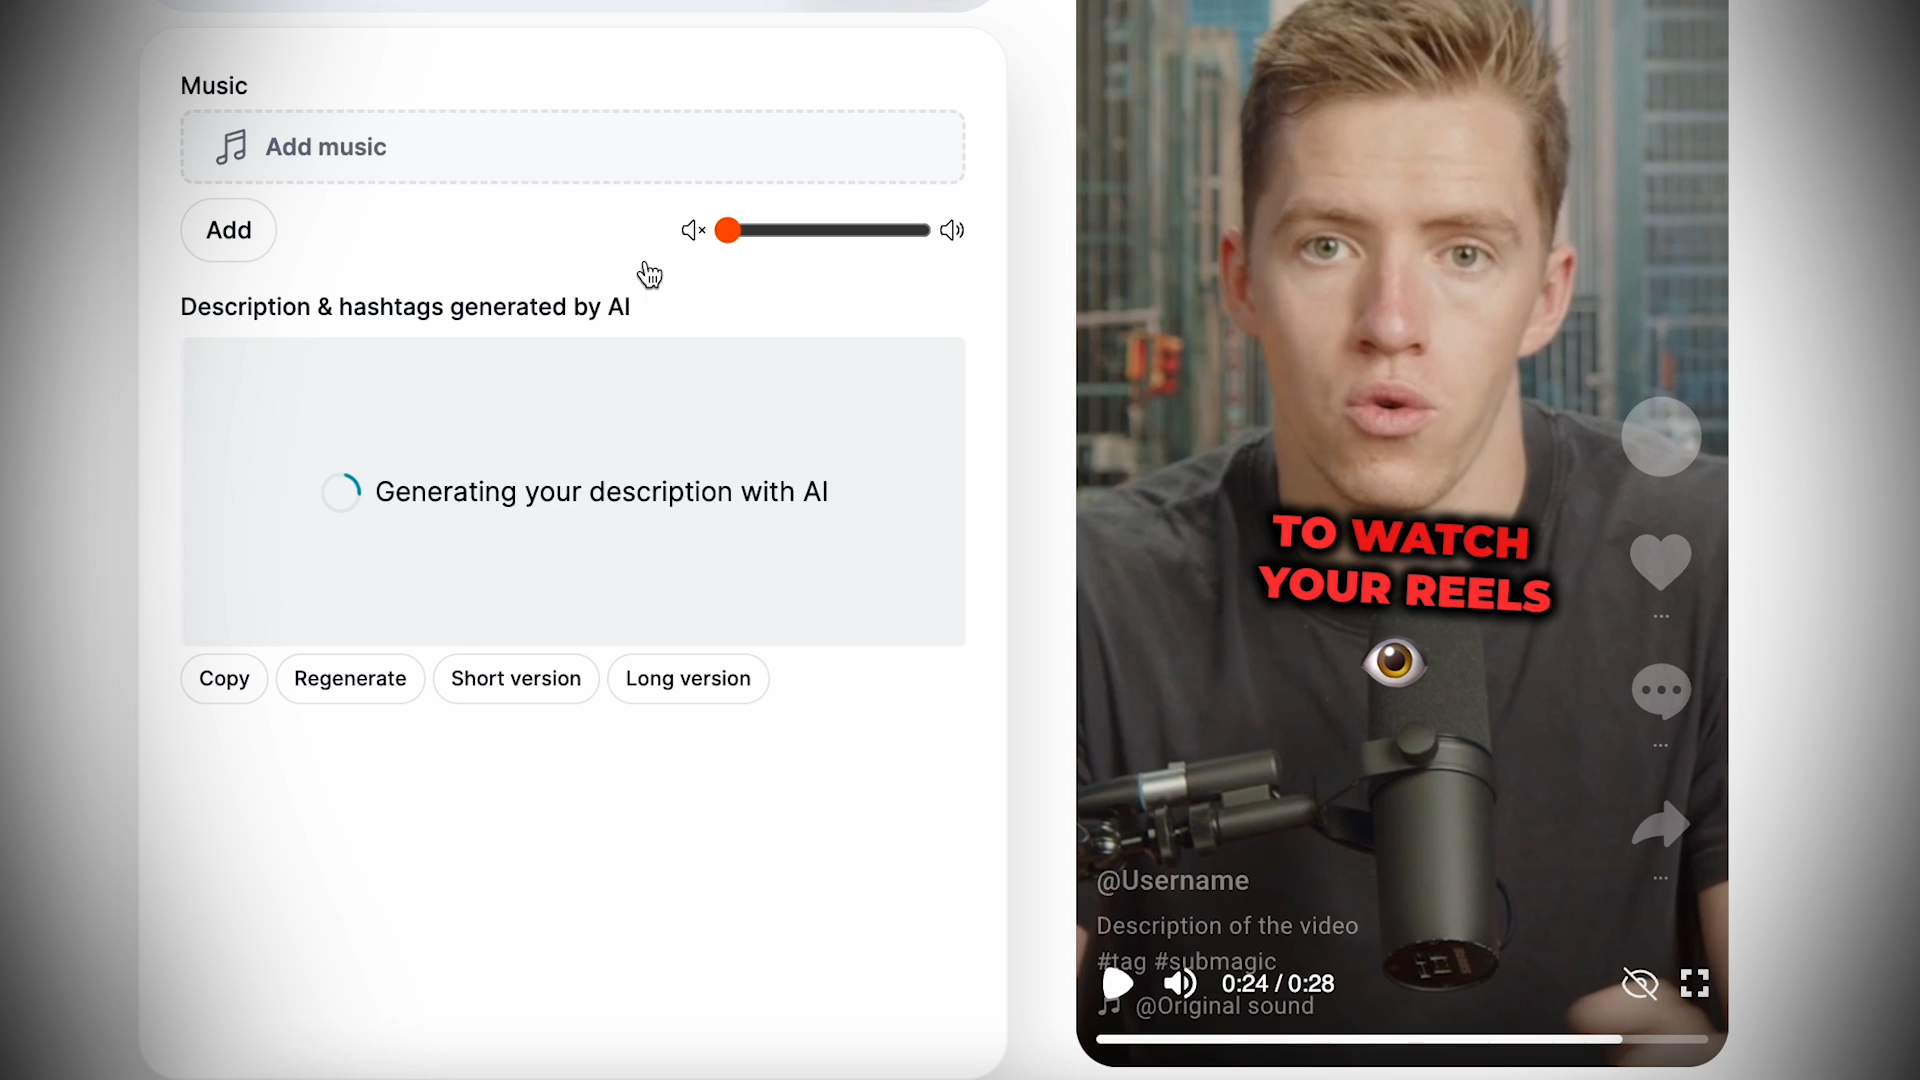 Music
Add music
Add
Description & hashtags generated by AI
Generating your description with AI
Copy
Regenerate
Short version
Long version
TO WATCH
YOUR REELS
...
...
...
@Username
Description of the video
#tag #submagic
0:24 / 0:28
@Original sound